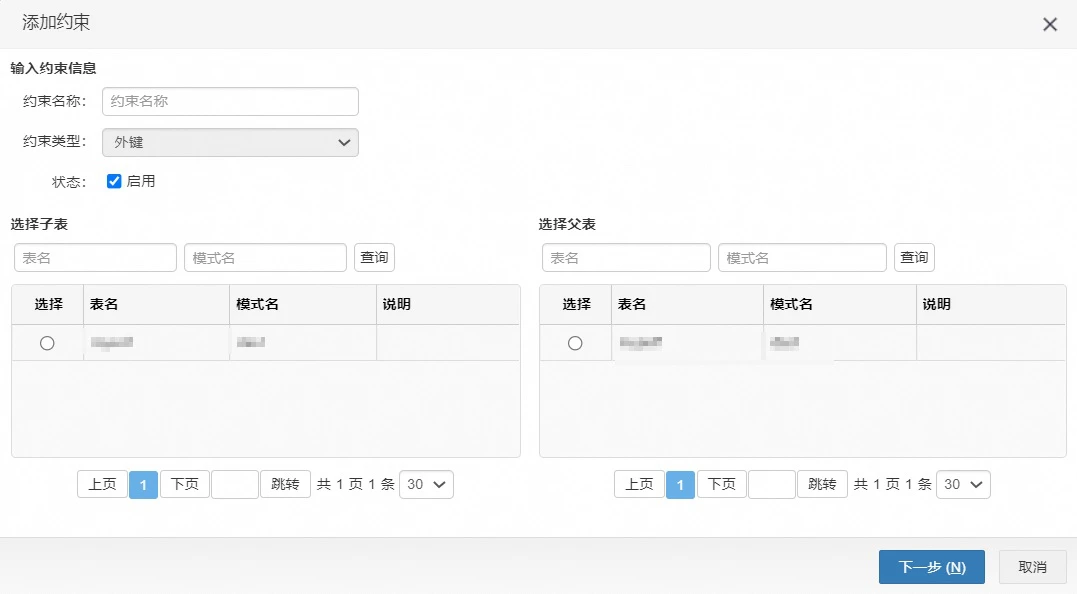 添加约束
输入约束信息
约束名称： 约束名称
约束类型： 外键
状态： 启用
选择子表
表名 模式名 查询
选择 表名 模式名 说明
上页 1 下页 跳转 共 1 页 1 条 30
选择父表
表名 模式名 查询
选择 表名 模式名 说明
上页 1 下页 跳转 共 1 页 1 条 30
下一步 (N) 取消